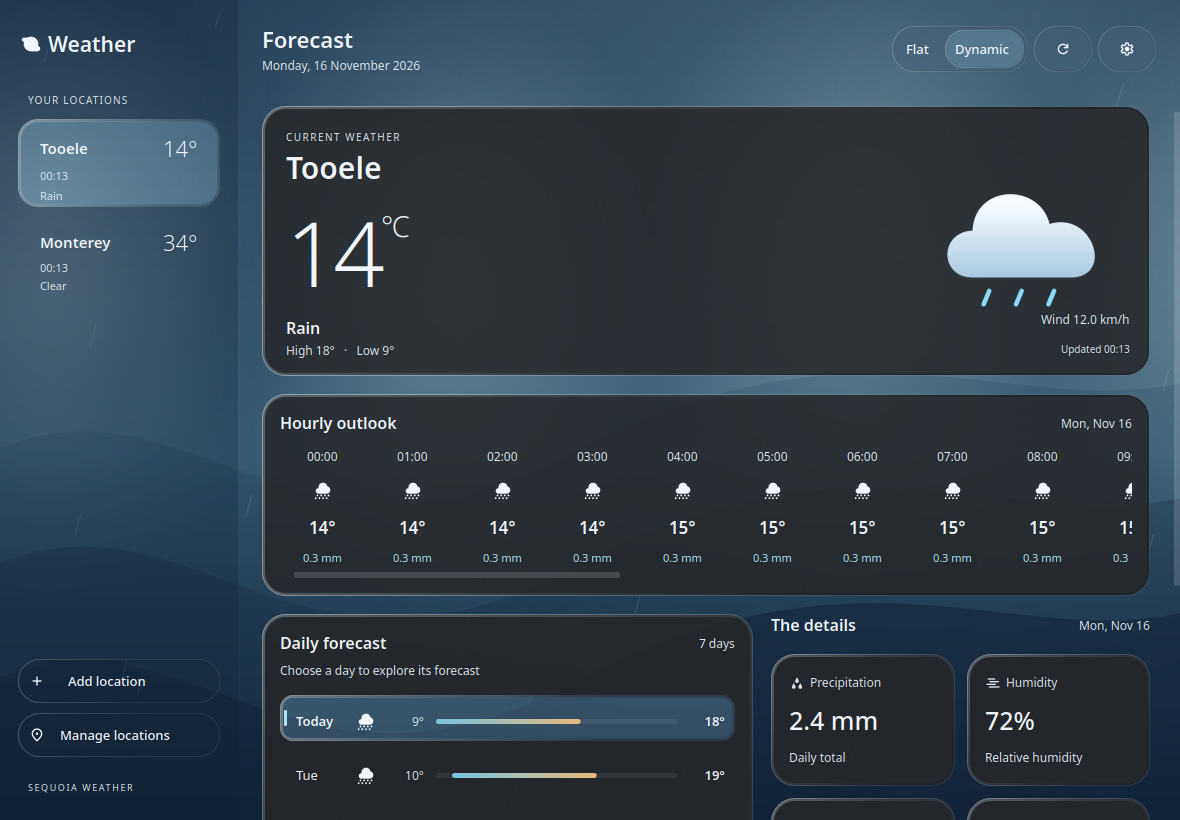 Weather
YOUR LOCATIONS
Tooele 14°
00:13
Rain
Monterey 34°
00:13
Clear
Add location
Manage locations
SEQUOIA WEATHER
Forecast
Monday, 16 November 2026
Flat Dynamic
CURRENT WEATHER
Tooele
14°C
Rain
High 18° · Low 9°
Wind 12.0 km/h
Updated 00:13
Hourly outlook Mon, Nov 16
00:00 01:00 02:00 03:00 04:00 05:00 06:00 07:00 08:00 09:
14° 14° 14° 14° 15° 15° 15° 15° 15° 15
0.3 mm 0.3 mm 0.3 mm 0.3 mm 0.3 mm 0.3 mm 0.3 mm 0.3 mm 0.3 mm 0.3
Daily forecast 7 days
Choose a day to explore its forecast
Today 9° 18°
Tue 10° 19°
The details Mon, Nov 16
Precipitation
2.4 mm
Daily total
Humidity
72%
Relative humidity